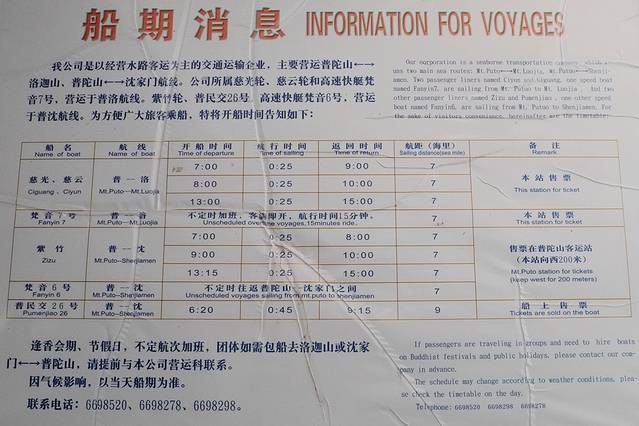 船期消息 INFORMATION FOR VOYAGES
我公司是以经营水路客运为主的交通运输企业，主要营运普陀山←→
洛迦山、普陀山←→沈家门航线。公司所属慈光轮、慈云轮和高速快艇梵
音7号，营运于普洛航线。紫竹轮、普民交26号 高速快艇梵音6号，营运
于普沈航线。为方便广大旅客乘船，特将开船时间告知如下：
Our corporation is a seaborne transportation company, which
uns two main sea routes: Mt.Putuo←→Mt.Luojia, Mt.Putuo←→Shenji-
amen. Two passenger liners named Ciyun and Ciguang, one speed boat
named Fanyin7, are sailing from Mt. Putuo to Mt Luojia. And two
other passenger liners named Zizu and Pumenjiao, one other speed
boat named Fanyin6, are sailing from Mt. Putuo to Shenjiamen. For
the sake of visitors convenience, hereinafter are the timetable:
船名 航线 开船时间 航行时间 返回时间 航距（海里） 备注
Name of boat Name of boat Time of departure Time of sailing Time of return Sailing distance(sea mile) Remark
慈光、慈云 普—洛 7:00 0:25 9:00 7 本站售票
Ciguang、Ciyun Mt.Puto—Mt.Luojia 8:00 0:25 10:00 7 This station for ticket
13:00 0:25 15:00 7
梵音7号 普—洛 不定时加班，客满即开，航行时间15分钟。 7 本站售票
Fanyin 7 Mt.Puto—Mt.Luojia Unscheduled overtime voyages,15minutes ride. This station for ticket
紫竹 普—沈 7:00 0:25 8:00 7 售票在普陀山客运站
Zizu Mt.Puto–Shenjiamen 9:00 0:25 10:00 7 （本站向西200米）
13:15 0:25 15:00 7 Mt.Puto station for tickets
(keep west for 200 meters)
梵音6号 普—沈 不定时往返普陀山—沈家门之间 7
Fanyin 6 Mt.Puto–Shenjiamen Unscheduled voyages sailing from mt.puto to shenjiamen
普民交26号 普—沈 6:20 0:45 9:15 9 船上售票
Pumenjiao 26 Mt.Puto–Shenjiamen Tickets are sold on the boat
逢香会期、节假日，不定航次加班，团体如需包船去洛迦山或沈家
门←→普陀山，请提前与本公司营运科联系。
因气候影响，以当天船期为准。
联系电话：6698520、6698278、6698298。
If passengers are traveling in groups and need to hire boats
on Buddhist festivals and public holidays, please contact our com-
pany in advance.
The schedule may change according to weather conditions, plea-
se check the timetable on the day.
Telephone: 6698520 6698298 6698278